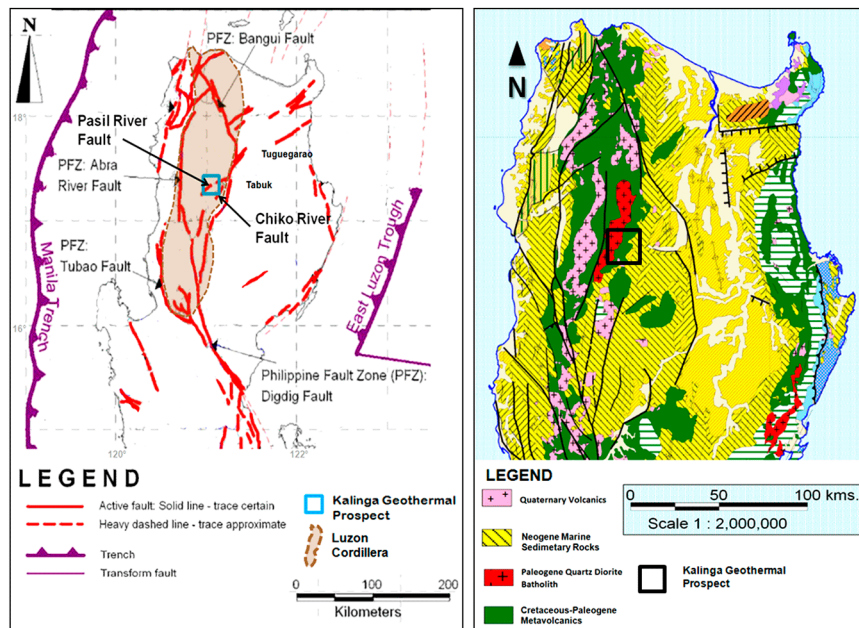 N
PFZ: Bangui Fault
18°
Pasil River
Fault
Tuguegarao
PFZ: Abra
River Fault
Tabuk
Chiko River
Fault
PFZ:
Tubao Fault
Manila Trench
East Luzon Trough
16°
Philippine Fault Zone (PFZ):
Digdig Fault
120°
122°
LEGEND
Active fault: Solid line - trace certain
Heavy dashed line - trace approximate
Trench
Transform fault
Kalinga Geothermal
Prospect
Luzon
Cordillera
0 100 200
Kilometers
N
LEGEND
Quaternary Volcanics
Neogene Marine
Sedimetary Rocks
Paleogene Quartz Diorite
Batholith
Cretaceous-Paleogene
Metavolcanics
0 50 100 kms.
Scale 1 : 2,000,000
Kalinga Geothermal
Prospect